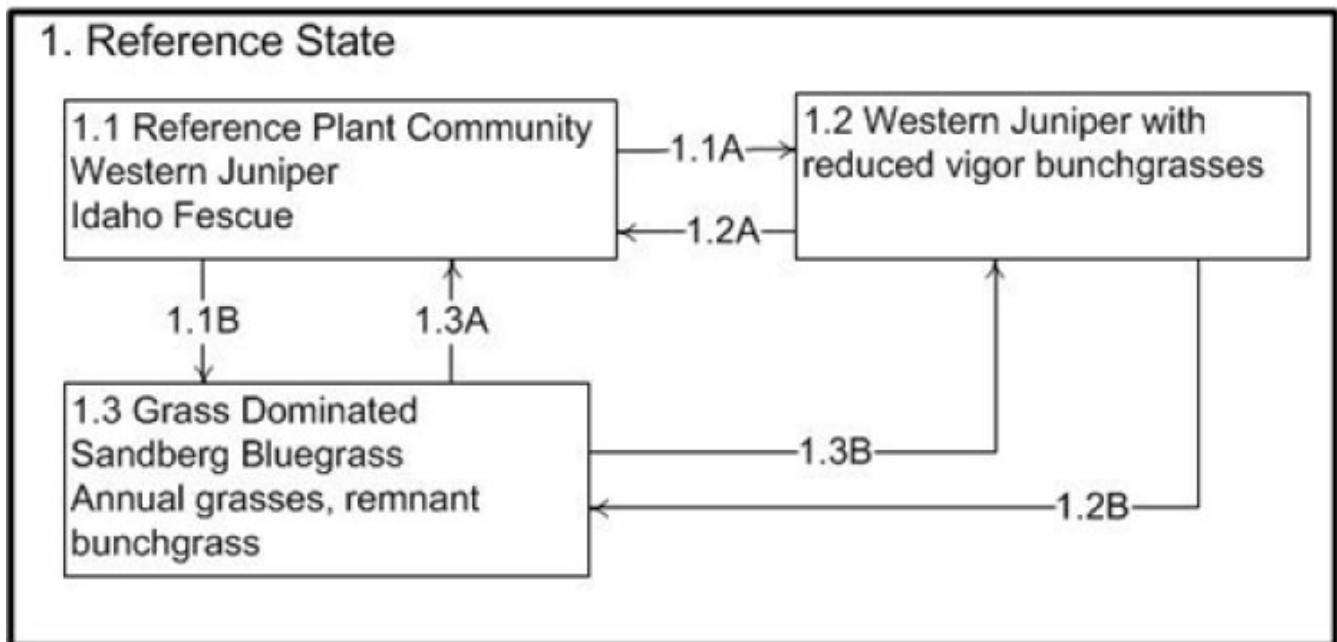 1. Reference State
1.1 Reference Plant Community
Western Juniper
Idaho Fescue
1.1A
1.2A
1.2 Western Juniper with
reduced vigor bunchgrasses
1.1B
1.3A
1.3 Grass Dominated
Sandberg Bluegrass
Annual grasses, remnant
bunchgrass
1.3B
1.2B